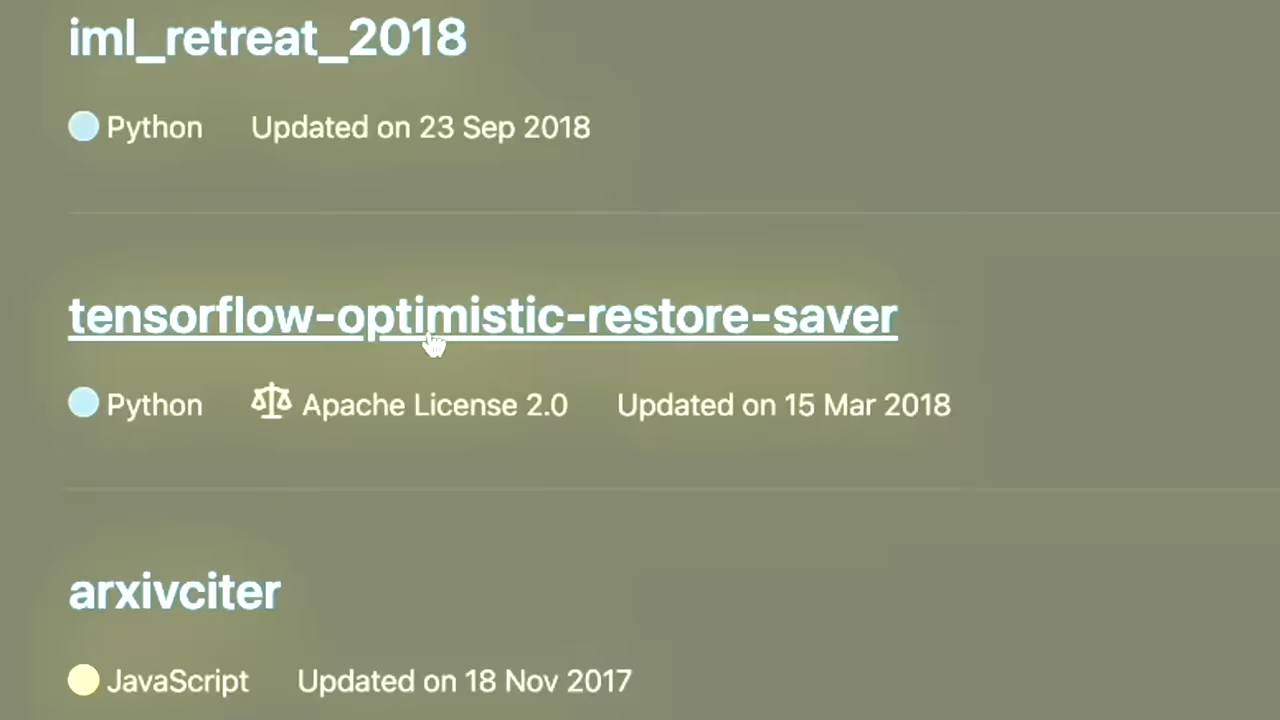 iml_retreat_2018
Python Updated on 23 Sep 2018
tensorflow-optimistic-restore-saver
Python Apache License 2.0 Updated on 15 Mar 2018
arxivciter
JavaScript Updated on 18 Nov 2017